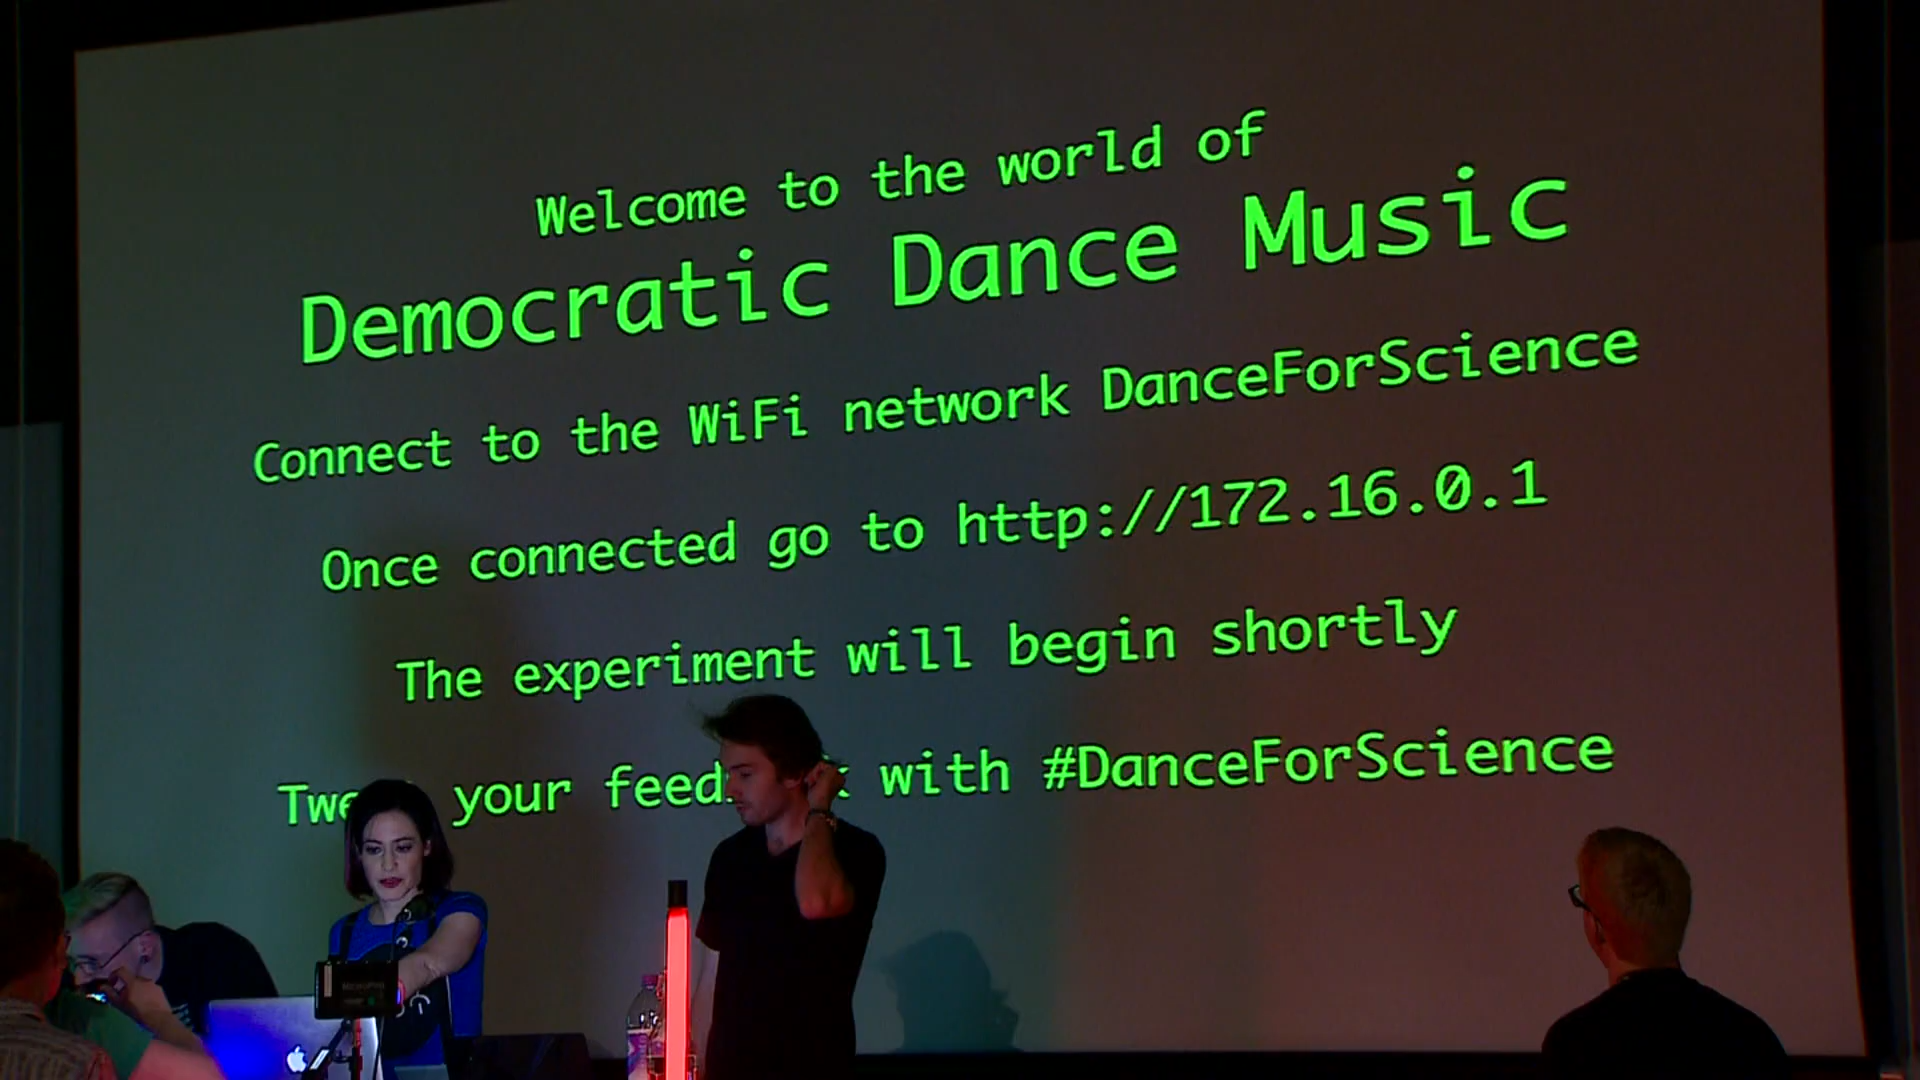 Welcome to the world of
Democratic Dance Music
Connect to the WiFi network DanceForScience
Once connected go to http://172.16.0.1
The experiment will begin shortly
your with #DanceForScience